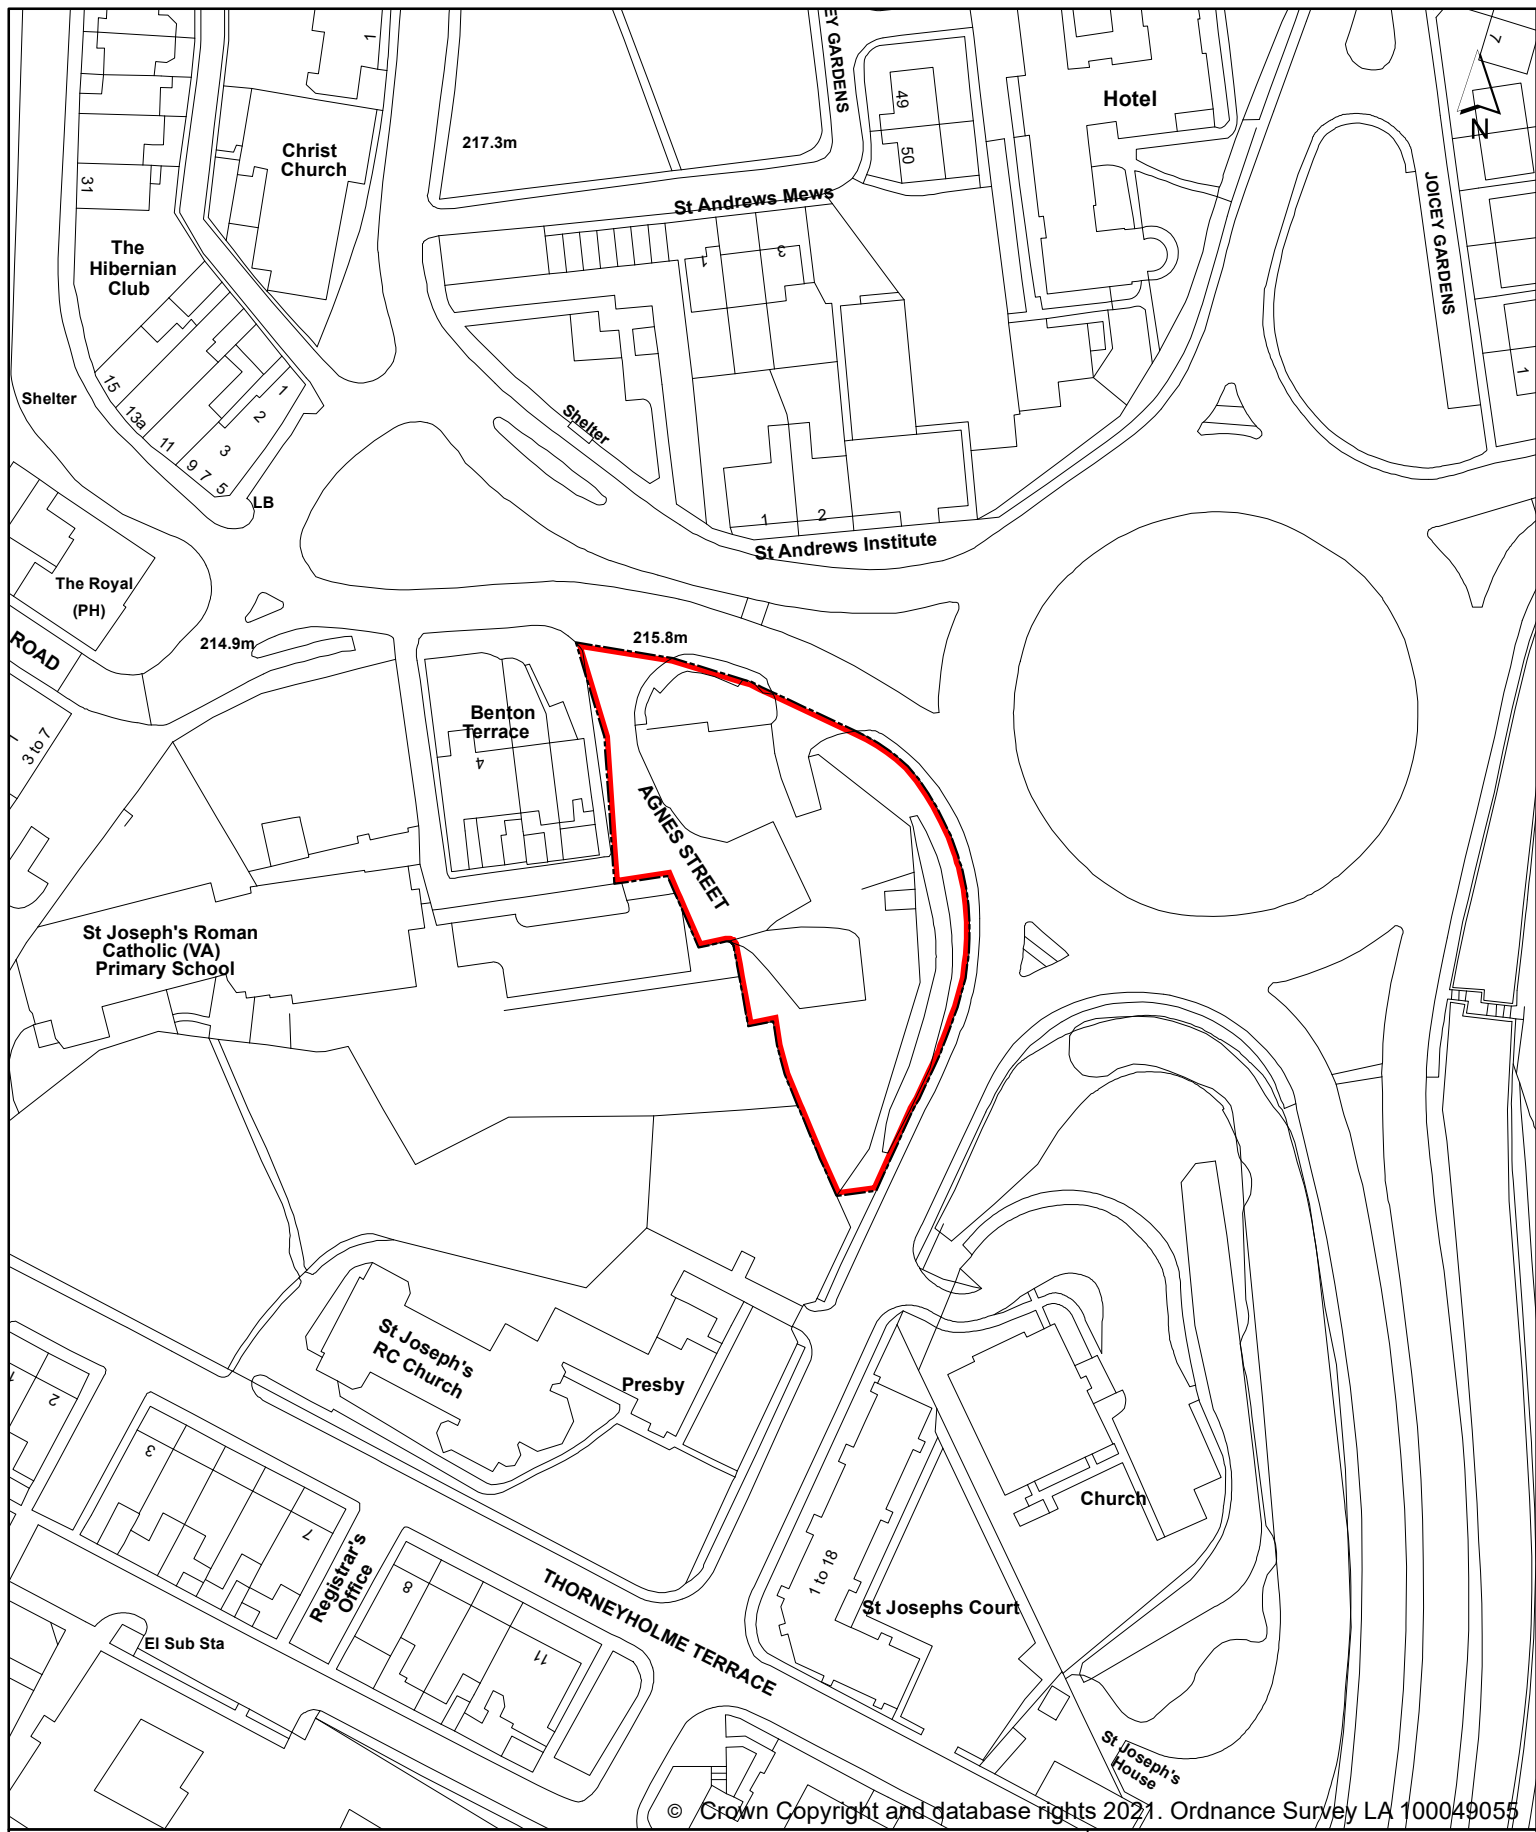 EY GARDENS
1
7
Hotel
49
N
217.3m
Christ
Church
50
31
JOICEY GARDENS
St Andrews Mews
The
Hibernian
Club
1
3
1
15
1
Shelter
13a
2
Shelter
11
3
9
7
5
LB
1
2
St Andrews Institute
The Royal
(PH)
ROAD
214.9m
215.8m
Benton
Terrace
3 to 7
4
AGNES STREET
St Joseph's Roman
Catholic (VA)
Primary School
St Joseph's
RC Church
Presby
1
2
3
Church
7
Registrar's
Office
8
1 to 18
THORNEYHOLME TERRACE
St Josephs Court
El Sub Sta
11
St Joseph's
House
© Crown Copyright and database rights 2021. Ordnance Survey LA 100049055